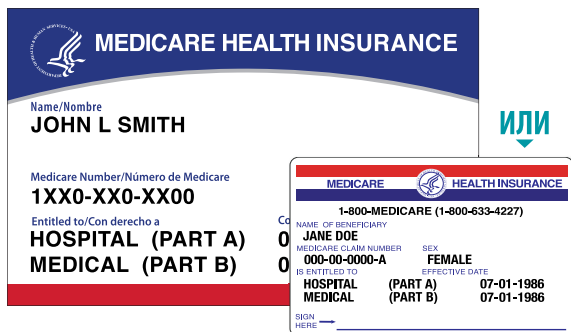 MEDICARE HEALTH INSURANCE
Name/Nombre
JOHN L SMITH
Medicare Number/Número de Medicare
1XX0-XX0-XX00
Entitled to/Con derecho a Co
HOSPITAL (PART A) 0
MEDICAL (PART B) 0
ИЛИ
MEDICARE HEALTH INSURANCE
1-800-MEDICARE (1-800-633-4227)
NAME OF BENEFICIARY
JANE DOE
MEDICARE CLAIM NUMBER SEX
000-00-0000-A FEMALE
IS ENTITLED TO EFFECTIVE DATE
HOSPITAL (PART A) 07-01-1986
MEDICAL (PART B) 07-01-1986
SIGN
HERE